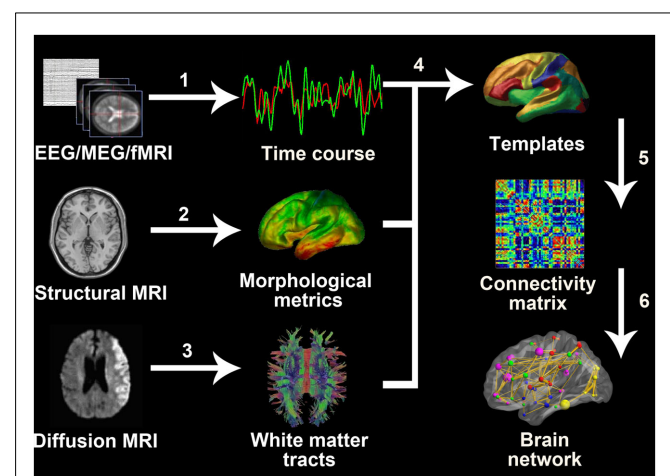 1
4
EEG/MEG/fMRI
Time course
Templates
5
2
Structural MRI
Morphological
metrics
Connectivity
matrix
6
3
Diffusion MRI
White matter
tracts
Brain
network